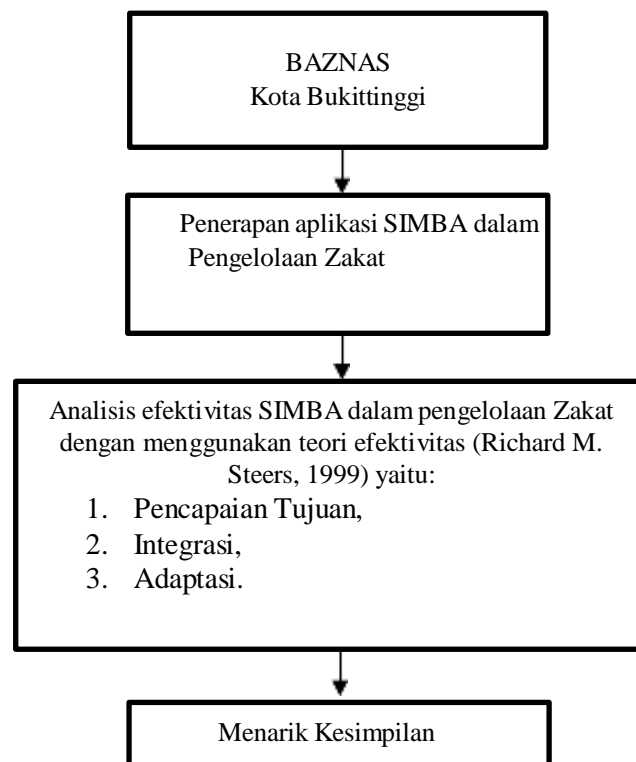 BAZNAS
Kota Bukittinggi
Penerapan aplikasi SIMBA dalam
Pengelolaan Zakat
Analisis efektivitas SIMBA dalam pengelolaan Zakat
dengan menggunakan teori efektivitas (Richard M.
Steers, 1999) yaitu:
1. Pencapaian Tujuan,
2. Integrasi,
3. Adaptasi.
Menarik Kesimpilan